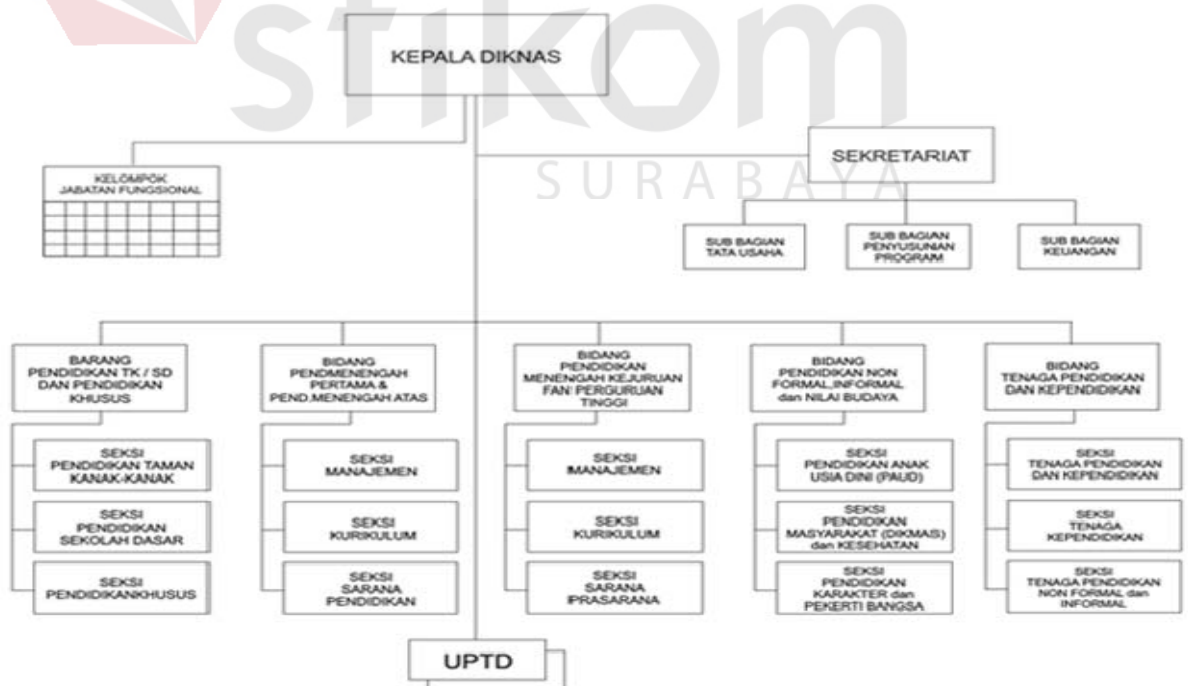 stikom
SURABAYA
KEPALA DIKNAS
KELOMPOK
JABATAN FUNGSIONAL
SEKRETARIAT
SUB BAGIAN
TATA USAHA
SUB BAGIAN
PENYUSUNIAN
PROGRAM
SUB BAGIAN
KEUANGAN
BARANG
PENDIDIKAN TK / SD
DAN PENDIDIKAN
KHUSUS
BIDANG
PENDMENENGAH
PERTAMA &
PEND.MENENGAH ATAS
BIDANG
PENDIDIKAN
MENENGAH KEJURUAN
FANI PERGURUAN
TINGGI
BIDANG
PENDIDIKAN NON
FORMAL,INFORMAL
dan NILAI BUDAYA
BIDANG
TENAGA PENDIDIKAN
DAN KEPENDIDIKAN
SEKSI
PENDIDIKAN TAMAN
KANAK-KANAK
SEKSI
PENDIDIKAN
SEKOLAH DASAR
SEKSI
PENDIDIKANKHUSUS
SEKSI
MANAJEMEN
SEKSI
KURIKULUM
SEKSI
SARANA
PENDIDIKAN
SEKSI
IMANAJEMEN
SEKSI
KURIKULUM
SEKSI
SARANA
IPRASARANA
SEKSI
PENDIDIKAN ANAK
USIA DINI (PAUD)
SEKSI
PENDIDIKAN
MASYARAKAT (DIKMAS)
dan KESEHATAN
SEKSI
PENDIDIKAN
KARAKTER dan
PEKERTI BANGSA
SEKSI
TENAGA PENDIDIKAN
DAN KEPENDIDIKAN
SEKSI
TENAGA
KEPENDIDIKAN
SEKSI
TENAGA PENDIDIKAN
NON FORMAL dan
INFORMAL
UPTD